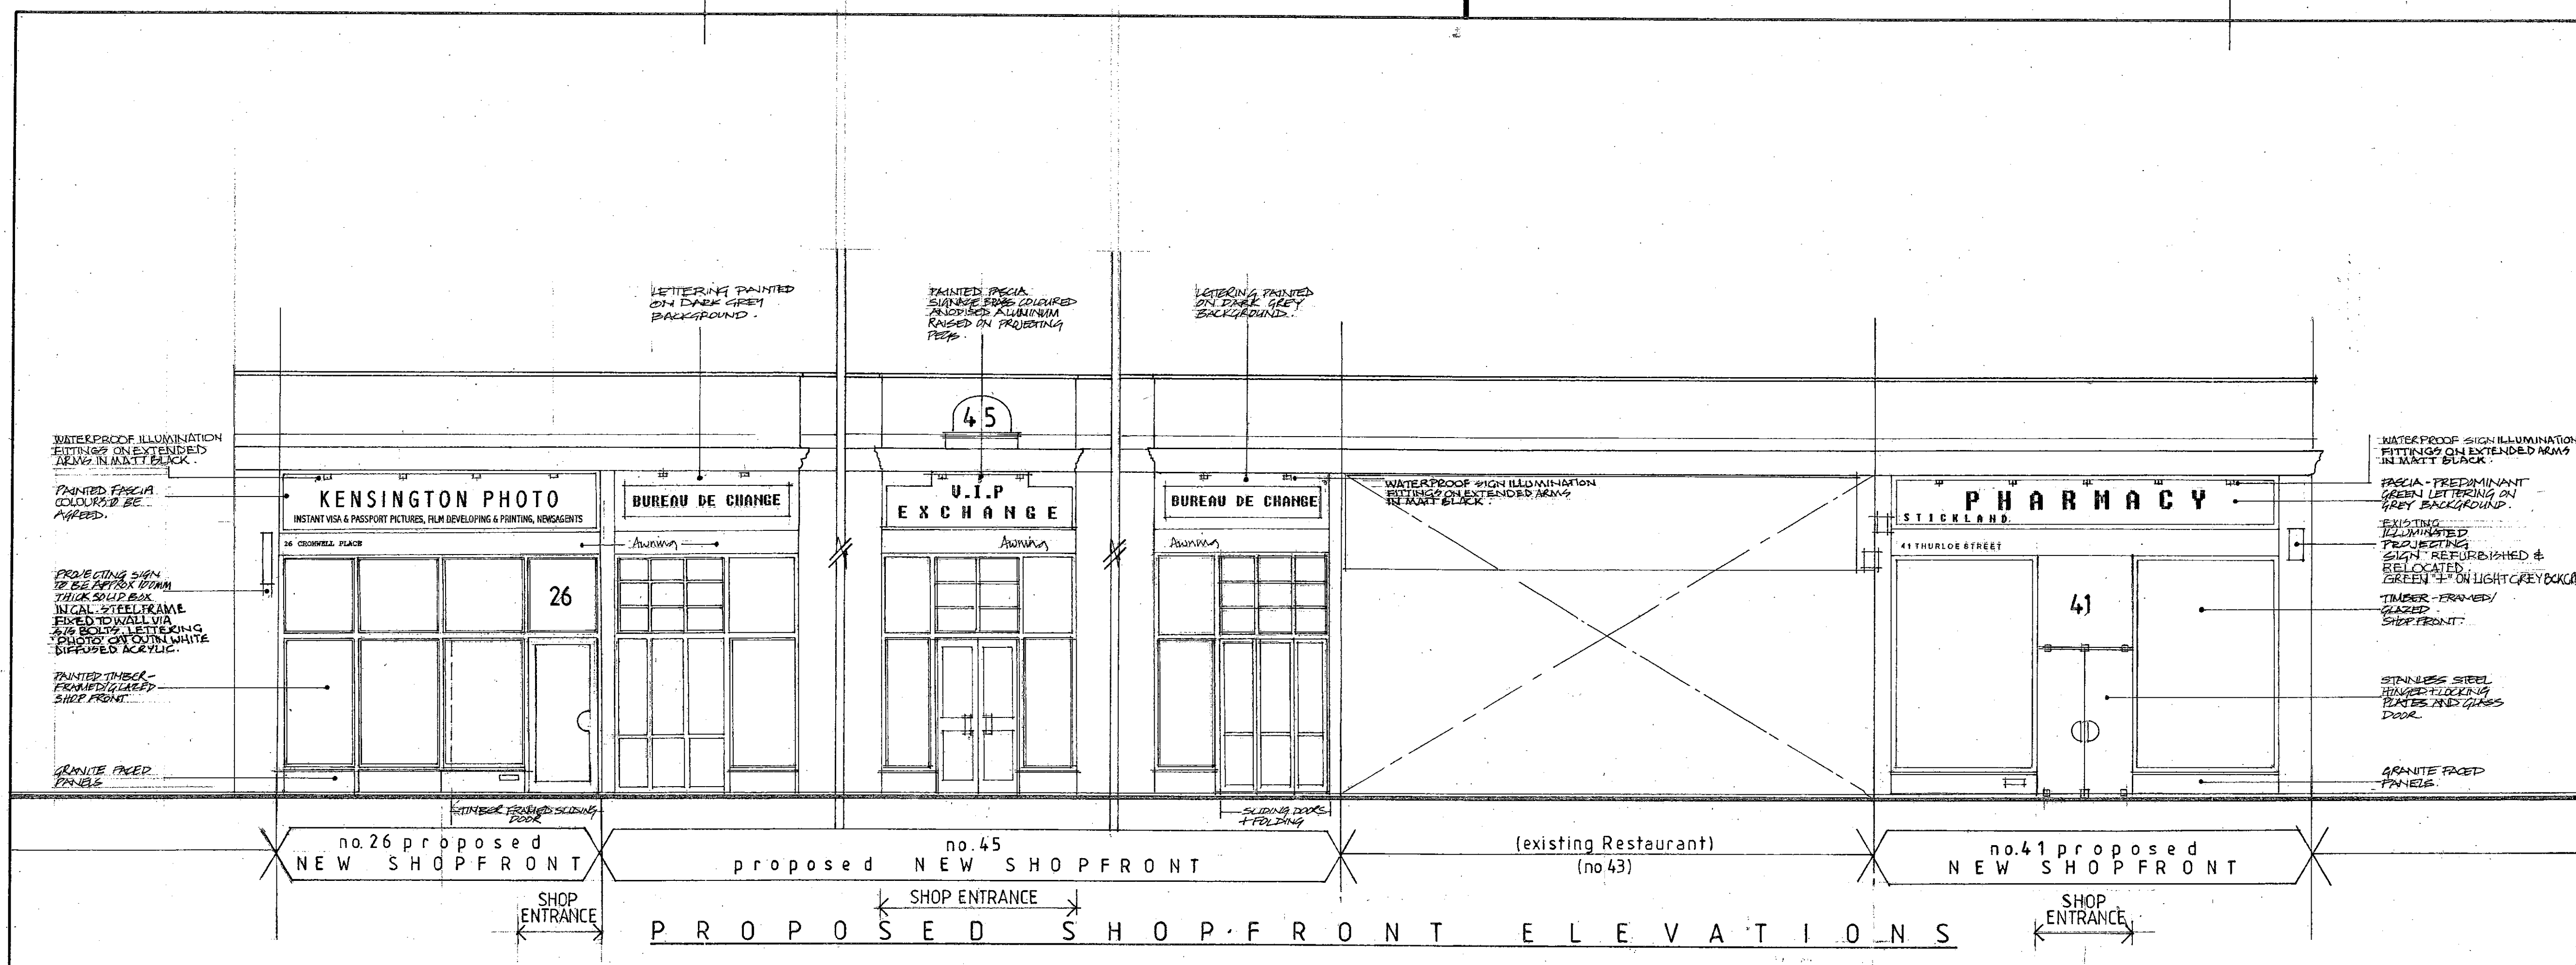 LETTERING PAINTED
ON DARK GREY
BACKGROUND.
PAINTED FASCIA
SIGNAGE BRASS COLOURED
ANODISED ALUMINUM
RAISED ON PROJECTING
PEGS.
LETTERING PAINTED
ON DARK GREY
BACKGROUND.
45
WATERPROOF ILLUMINATION
FITTINGS ON EXTENDED
ARMS IN MATT BLACK.
PAINTED FASCIA
COLOURS TO BE
AGREED.
PROJECTING SIGN
TO BE APPROX 100MM
THICK SOLID BOX
IN GAL. STEEL FRAME
FIXED TO WALL VIA
S/S BOLTS. LETTERING
'PHOTO' CUT OUT IN WHITE
DIFFUSED ACRYLIC.
PAINTED TIMBER-
FRAMED/GLAZED
SHOP FRONT
GRANITE FACED
PANELS
KENSINGTON PHOTO
INSTANT VISA & PASSPORT PICTURES, FILM DEVELOPING & PRINTING, NEWSAGENTS
26 CROMWELL PLACE
26
BUREAU DE CHANGE
Awning
V.I.P
EXCHANGE
Awning
BUREAU DE CHANGE
Awning
WATERPROOF SIGN ILLUMINATION
FITTINGS ON EXTENDED ARMS
IN MATT BLACK.
PHARMACY
STICKLAND.
41 THURLOE STREET
41
WATERPROOF SIGN ILLUMINATION
FITTINGS ON EXTENDED ARMS
IN MATT BLACK.
FASCIA - PREDOMINANT
GREEN LETTERING ON
GREY BACKGROUND.
EXISTING
ILLUMINATED
PROJECTING
SIGN REFURBISHED &
RELOCATED.
GREEN "+" ON LIGHT GREY BCKG
TIMBER-FRAMED/
GLAZED
SHOP FRONT.
STAINLESS STEEL
HINGED + LOCKING
PLATES AND GLASS
DOOR.
GRANITE FACED
PANELS.
TIMBER FRAMED SLIDING
DOOR
SLIDING DOORS
+ FOLDING
no.26 proposed
NEW SHOPFRONT
no.45
proposed NEW SHOPFRONT
(existing Restaurant)
(no 43)
no.41 proposed
NEW SHOPFRONT
SHOP
ENTRANCE
SHOP ENTRANCE
SHOP
ENTRANCE
PROPOSED SHOP-FRONT ELEVATIONS